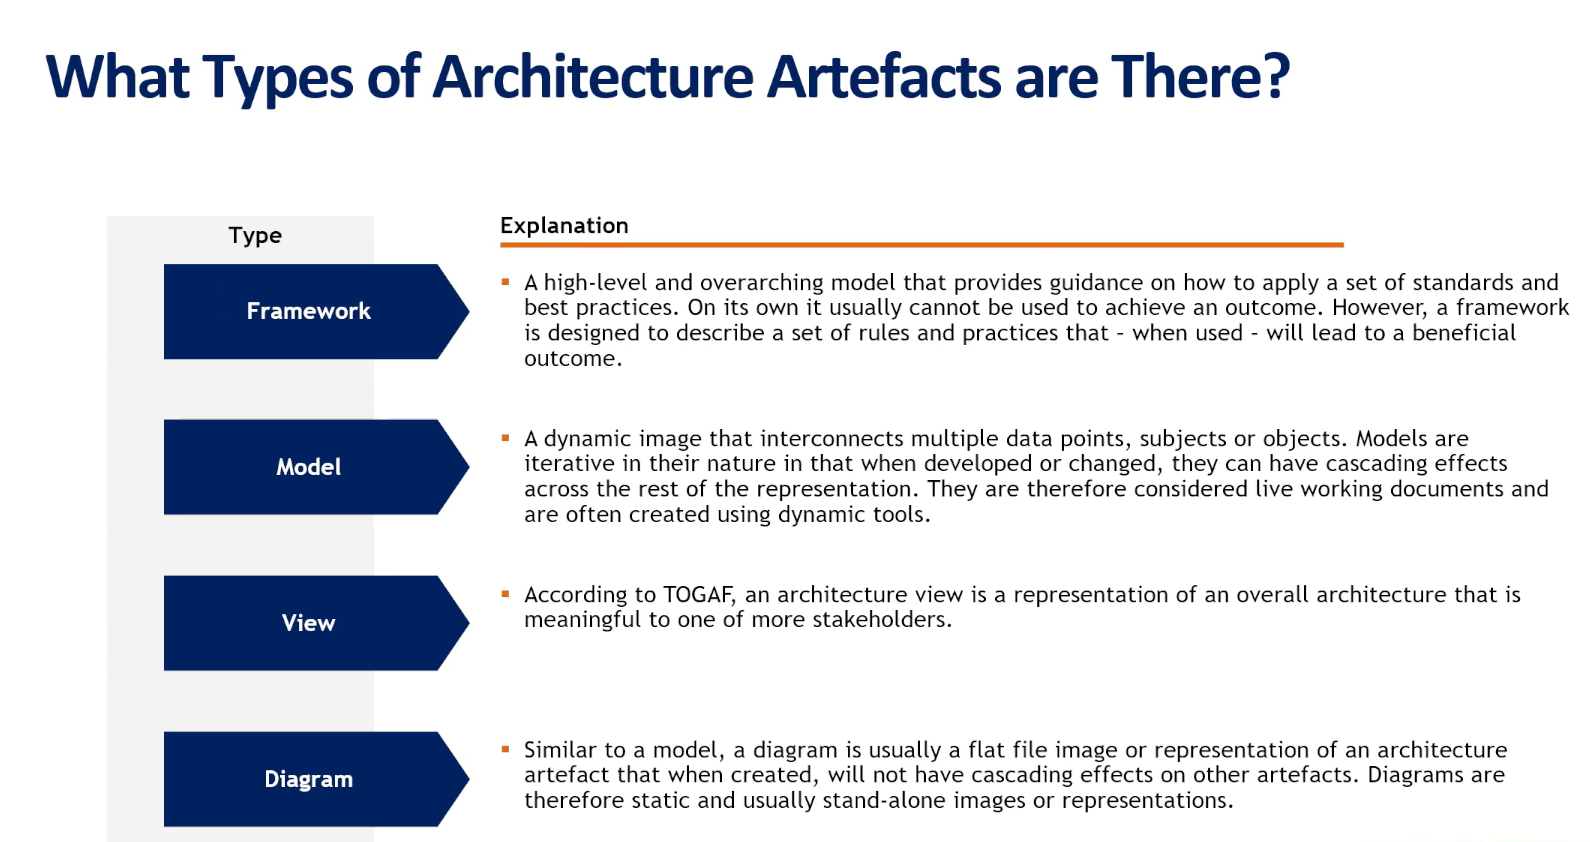 What Types of Architecture Artefacts are There?
Type
Explanation
Framework
▪ A high-level and overarching model that provides guidance on how to apply a set of standards and
best practices. On its own it usually cannot be used to achieve an outcome. However, a framework
is designed to describe a set of rules and practices that - when used - will lead to a beneficial
outcome.
Model
▪ A dynamic image that interconnects multiple data points, subjects or objects. Models are
iterative in their nature in that when developed or changed, they can have cascading effects
across the rest of the representation. They are therefore considered live working documents and
are often created using dynamic tools.
View
▪ According to TOGAF, an architecture view is a representation of an overall architecture that is
meaningful to one of more stakeholders.
Diagram
▪ Similar to a model, a diagram is usually a flat file image or representation of an architecture
artefact that when created, will not have cascading effects on other artefacts. Diagrams are
therefore static and usually stand-alone images or representations.